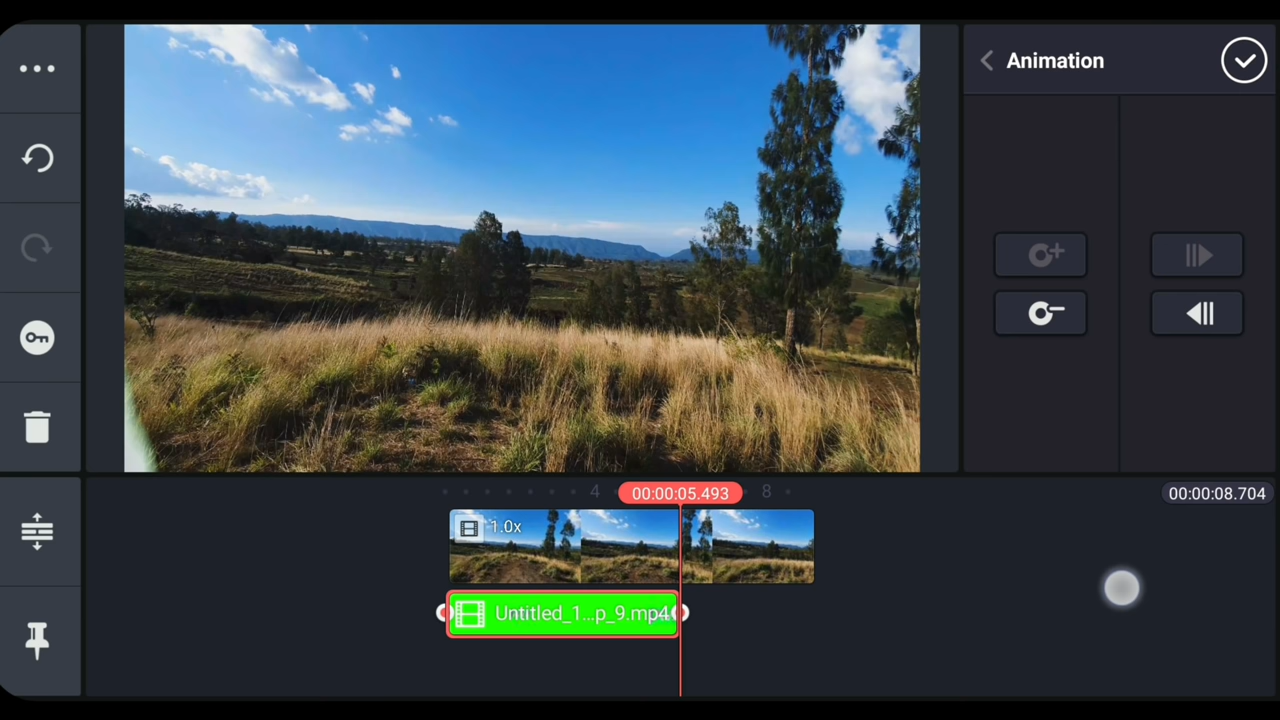 Animation
4
00:00:05.493
8
00:00:08.704
1.0x
Untitled_1...p_9.mp4